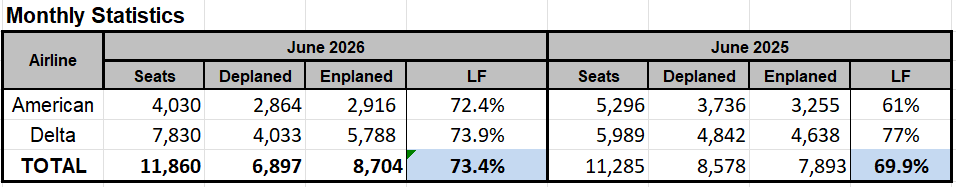 Monthly Statistics
Airline June 2026 June 2025
Seats Deplaned Enplaned LF Seats Deplaned Enplaned LF
American 4,030 2,864 2,916 72.4% 5,296 3,736 3,255 61%
Delta 7,830 4,033 5,788 73.9% 5,989 4,842 4,638 77%
TOTAL 11,860 6,897 8,704 73.4% 11,285 8,578 7,893 69.9%